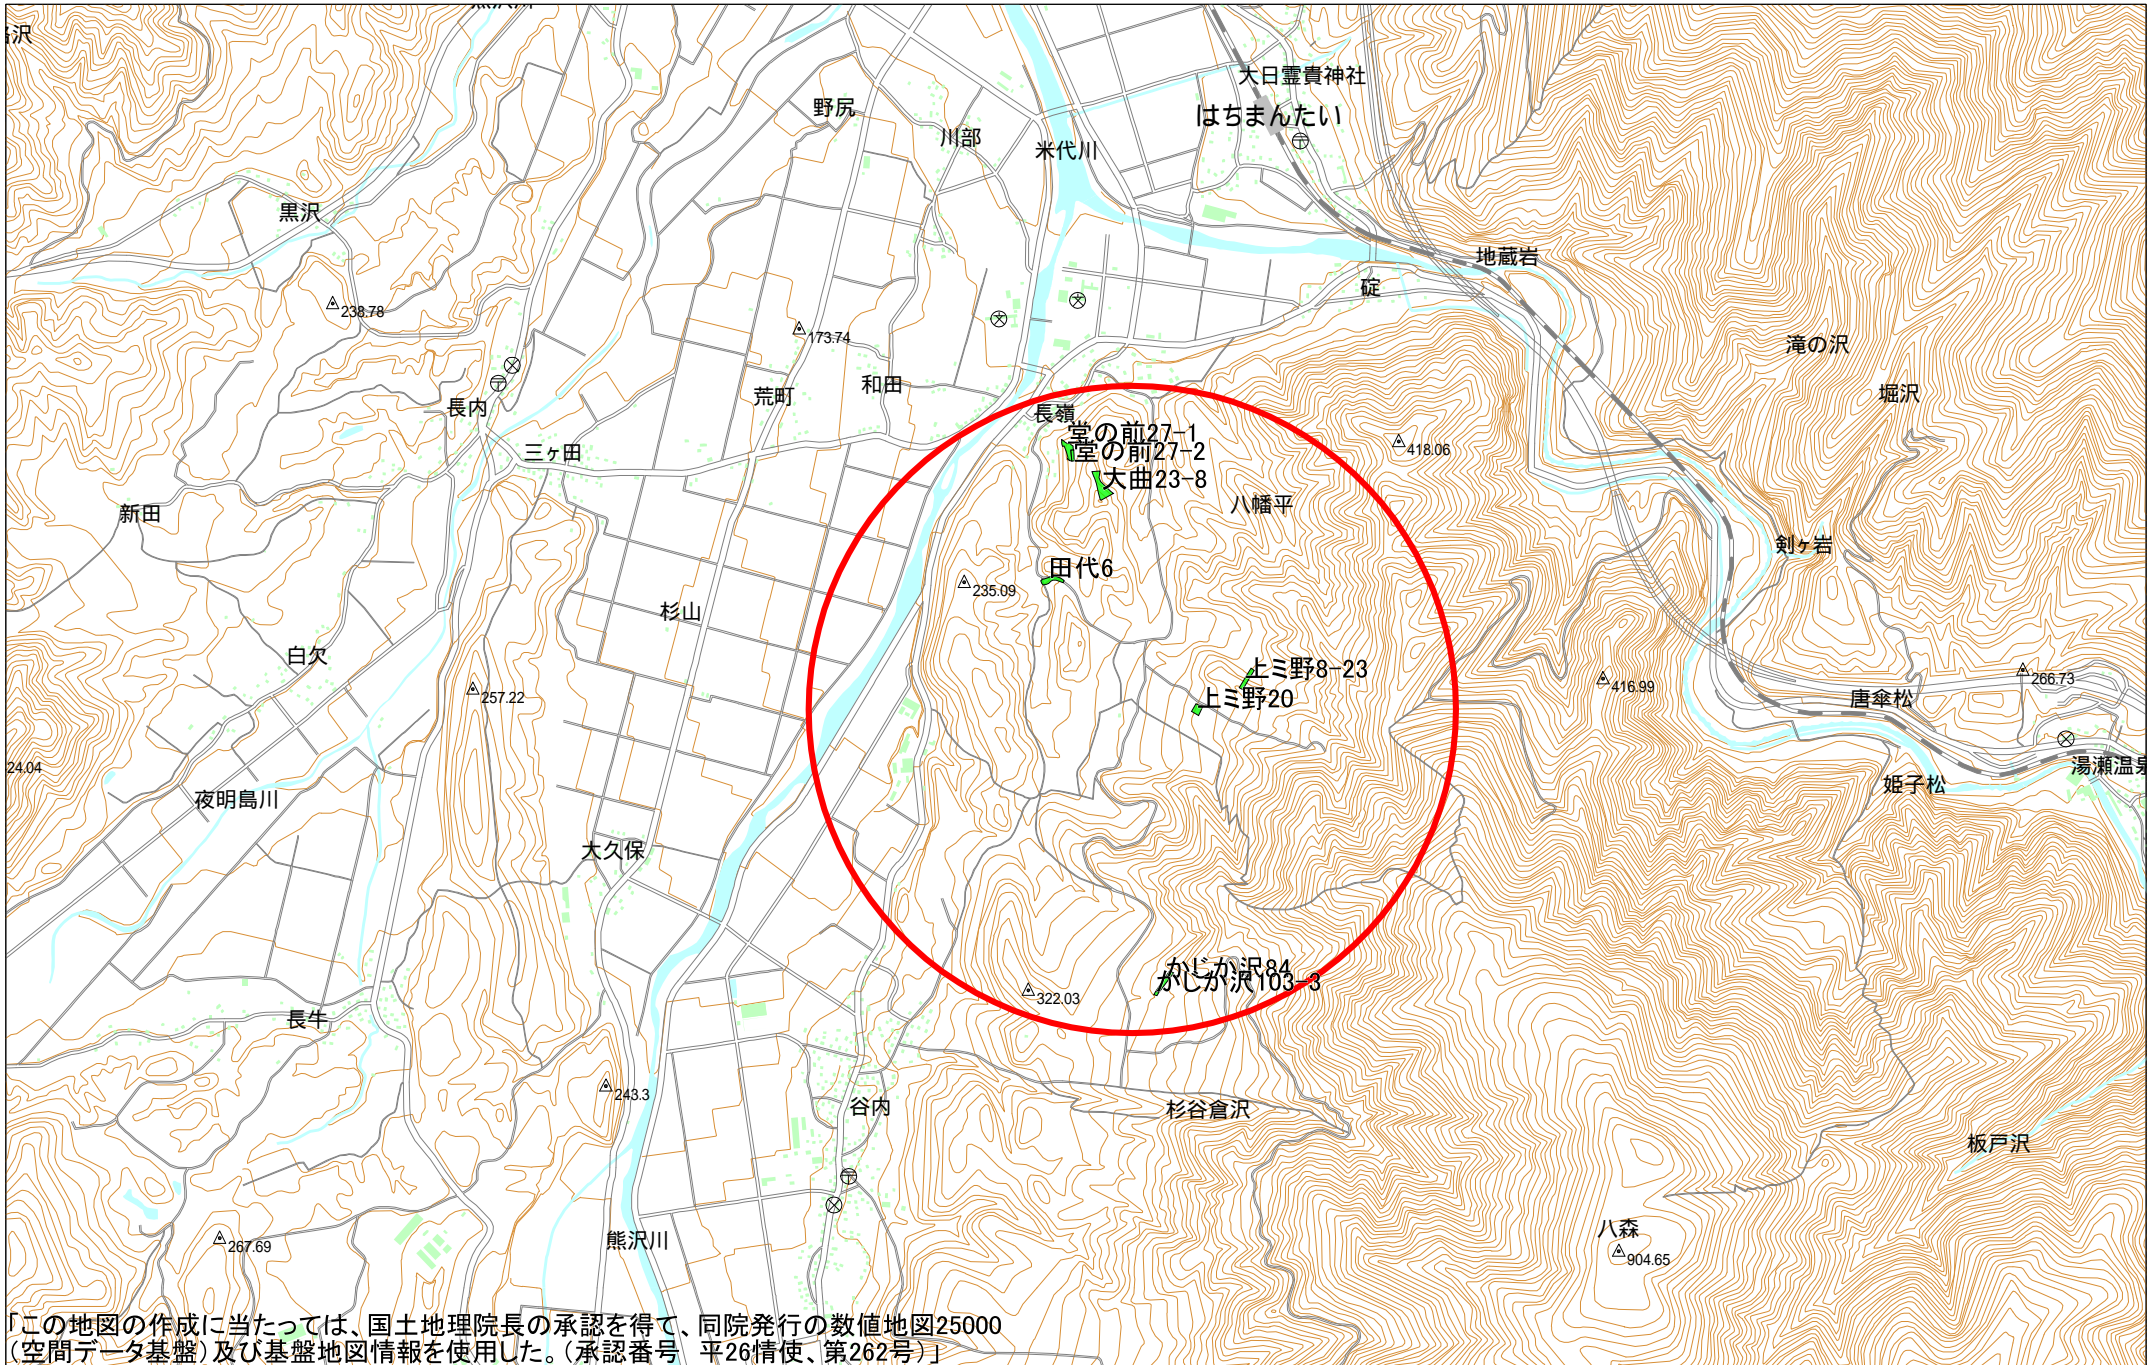 大日霊貴神社
はちまんたい
野尻
川部
米代川
黒沢
地蔵岩
碇
238.78
173.74
滝の沢
堀沢
荒町
和田
長内
長嶺
堂の前27-1
堂の前27-2
大曲23-8
418.06
三ヶ田
八幡平
新田
剣ヶ岩
田代6
235.09
杉山
白欠
257.22
上ミ野8-23
上ミ野20
416.99
266.73
唐傘松
24.04
湯瀬温泉
姫子松
夜明島川
大久保
かじか沢84
かじか沢103-3
322.03
長牛
243.3
谷内
杉谷倉沢
板戸沢
八森
904.65
熊沢川
267.69
「この地図の作成に当たっては、国土地理院長の承認を得て、同院発行の数値地図25000
（空間データ基盤）及び基盤地図情報を使用した。（承認番号　平26情使、第262号）」